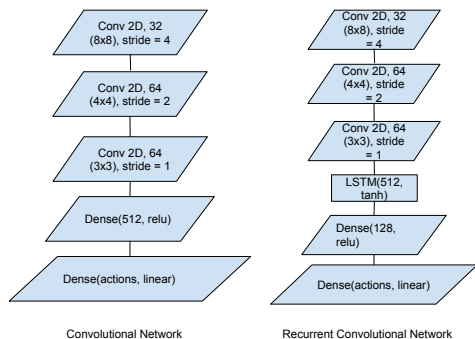 Conv 2D, 32
(8x8), stride = 4
Conv 2D, 64
(4x4), stride = 2
Conv 2D, 64
(3x3), stride = 1
Dense(512, relu)
Dense(actions, linear)
Convolutional Network
Conv 2D, 32
(8x8), stride
= 4
Conv 2D, 64
(4x4), stride
= 2
Conv 2D, 64
(3x3), stride
= 1
LSTM(512,
tanh)
Dense(128,
relu)
Dense(actions, linear)
Recurrent Convolutional Network